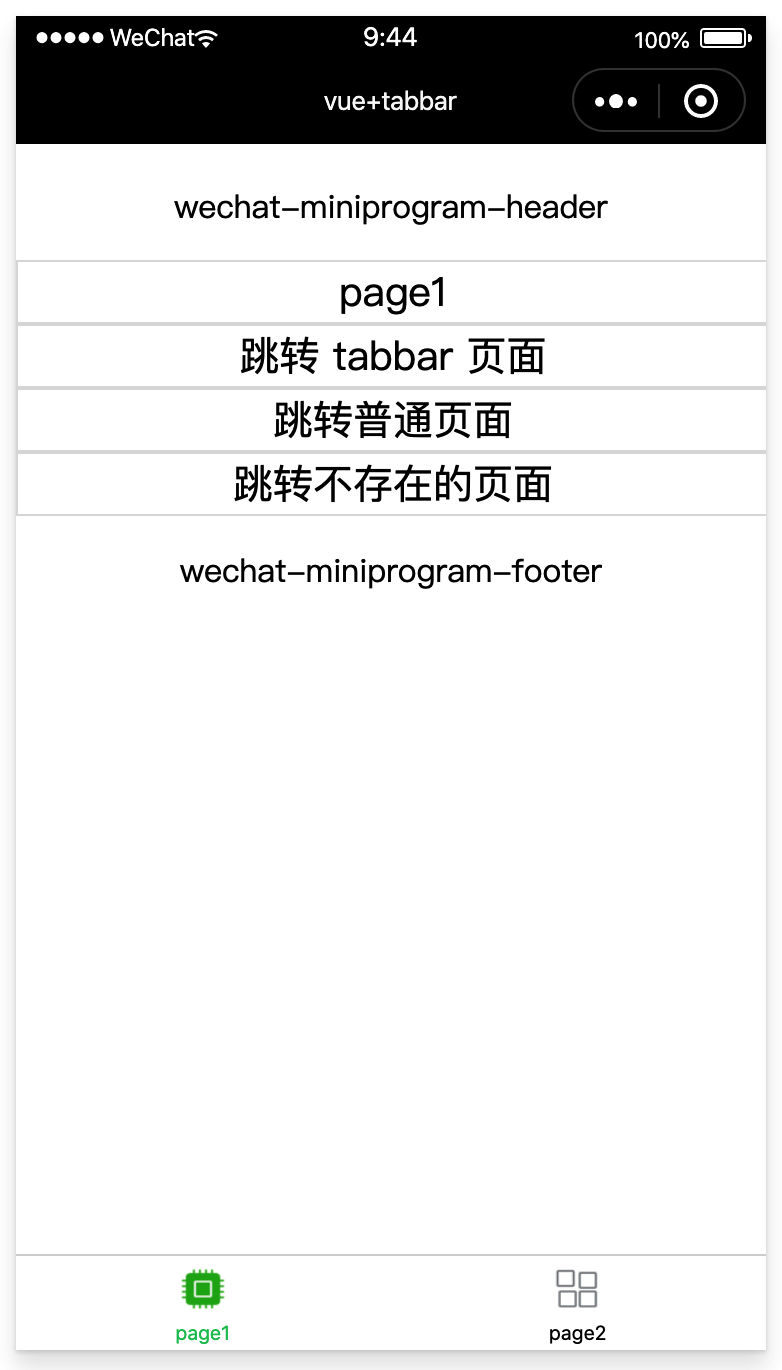 WeChat 9:44 100%
vue+tabbar
wechat-miniprogram-header
page1
跳转 tabbar 页面
跳转普通页面
跳转不存在的页面
wechat-miniprogram-footer
page1 page2